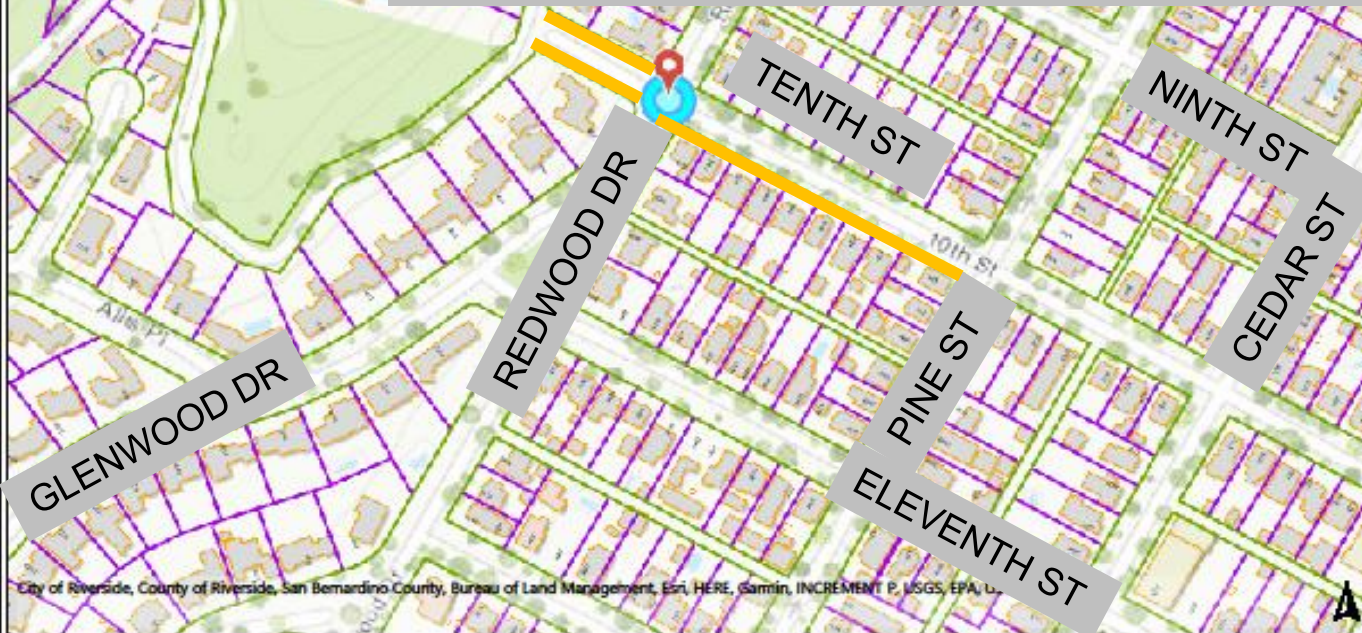 TENTH ST
NINTH ST
REDWOOD DR
10th St
CEDAR ST
PINE ST
GLENWOOD DR
ELEVENTH ST
City of Riverside, County of Riverside, San Bernardino County, Bureau of Land Management, Esri, HERE, Garmin, INCREMENT P, USGS, EPA,